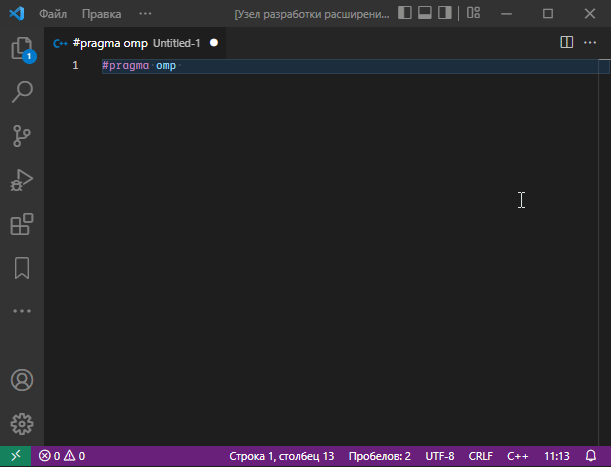 Файл Правка ··· [Узел разработки расширени...
C++ #pragma omp Untitled-1 ···
1 #pragma omp
1
0 0 Строка 1, столбец 13 Пробелов: 2 UTF-8 CRLF C++ 11:13